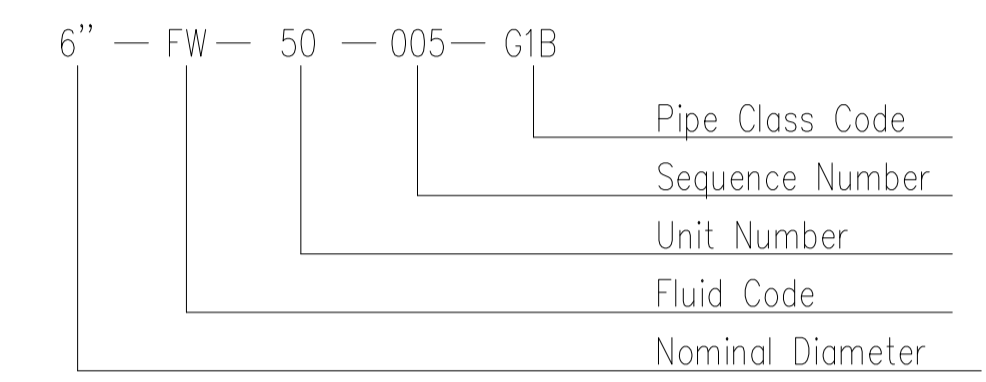 6’’ — FW — 50 — 005 — G1B
Pipe Class Code
Sequence Number
Unit Number
Fluid Code
Nominal Diameter